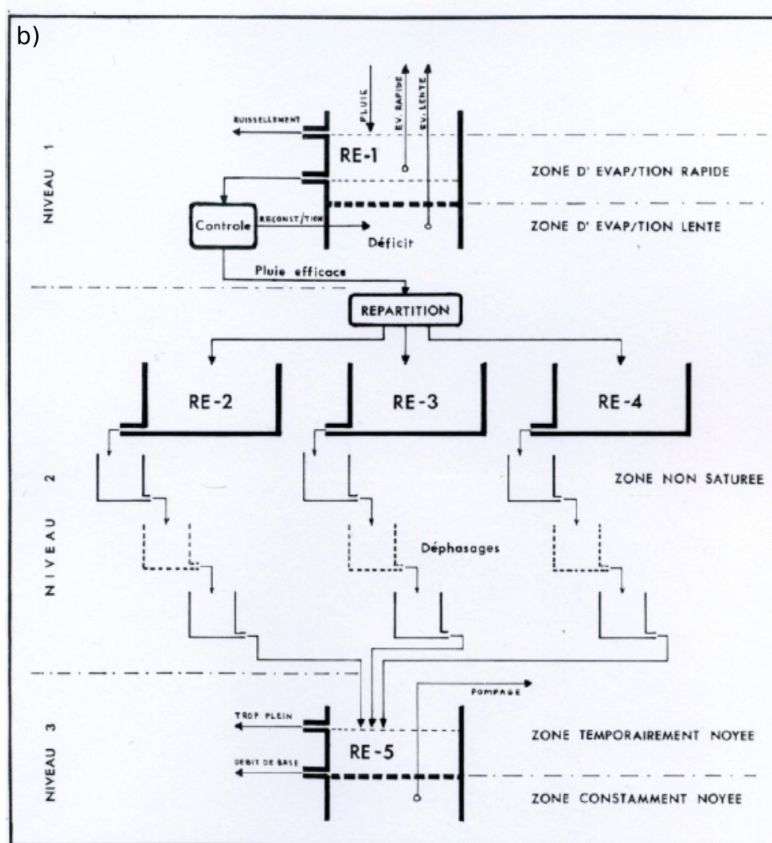 b)
PLUIE
EV. RAPIDE
EV. LENTE
RUISSELLEMENT
RE-1
NIVEAU 1
ZONE D' EVAP/TION RAPIDE
Controle
RECONST/TION
Déficit
ZONE D' EVAP/TION LENTE
Pluie efficace
REPARTITION
RE-2
RE-3
RE-4
NIVEAU 2
ZONE NON SATUREE
Déphasages
POMPAGE
NIVEAU 3
TROP PLEIN
ZONE TEMPORAIREMENT NOYEE
RE-5
DEBIT DE BASE
ZONE CONSTAMMENT NOYEE